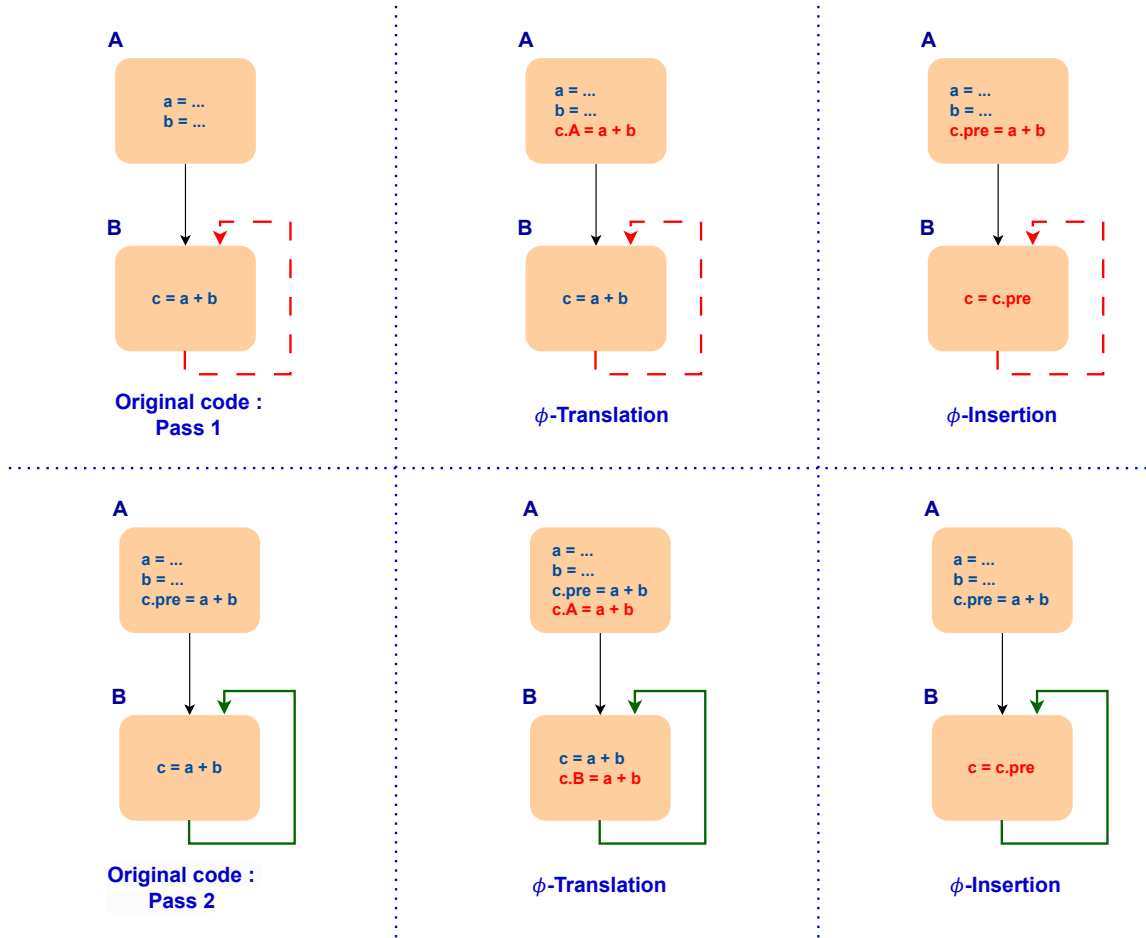 A
a = ...
b = ...
B
c = a + b
Original code :
Pass 1
A
a = ...
b = ...
c.A = a + b
B
c = a + b
ϕ-Translation
A
a = ...
b = ...
c.pre = a + b
B
c = c.pre
ϕ-Insertion
A
a = ...
b = ...
c.pre = a + b
B
c = a + b
Original code :
Pass 2
A
a = ...
b = ...
c.pre = a + b
c.A = a + b
B
c = a + b
c.B = a + b
ϕ-Translation
A
a = ...
b = ...
c.pre = a + b
B
c = c.pre
ϕ-Insertion